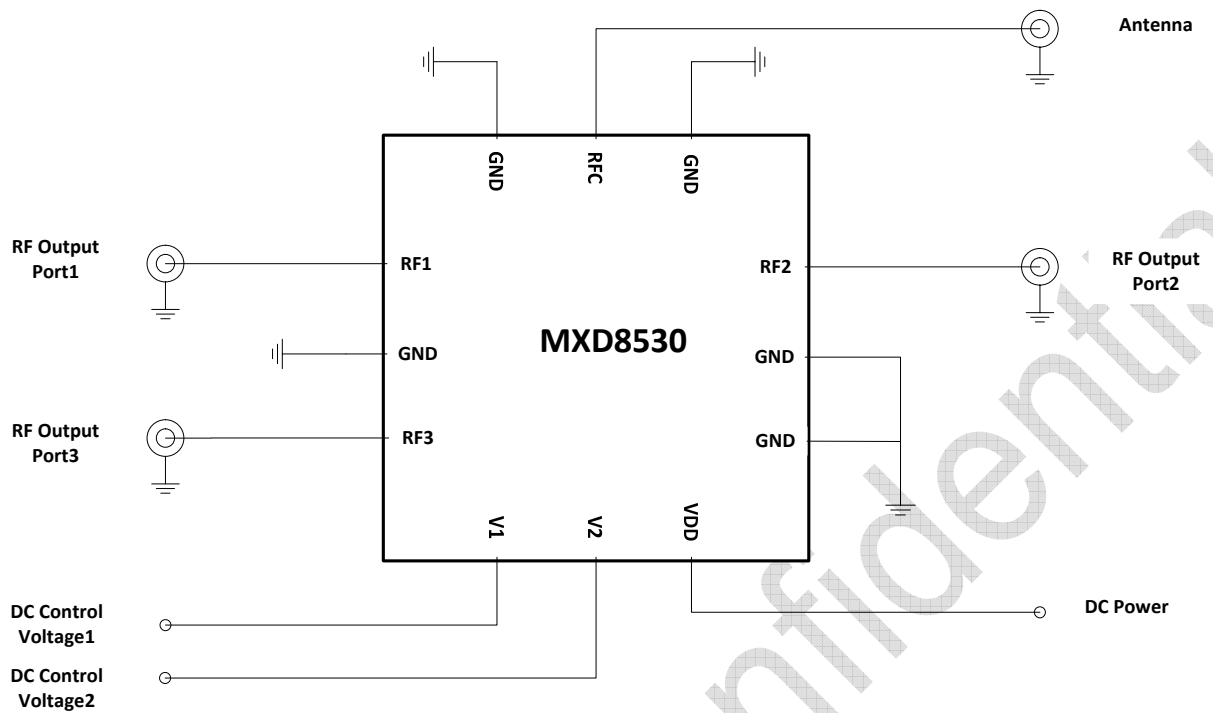 Antenna
GND
RFC
GND
RF Output
Port1
RF1
RF2
RF Output
Port2
MXD8530
GND
GND
RF Output
Port3
RF3
GND
V1
V2
VDD
DC Control
Voltage1
DC Power
DC Control
Voltage2